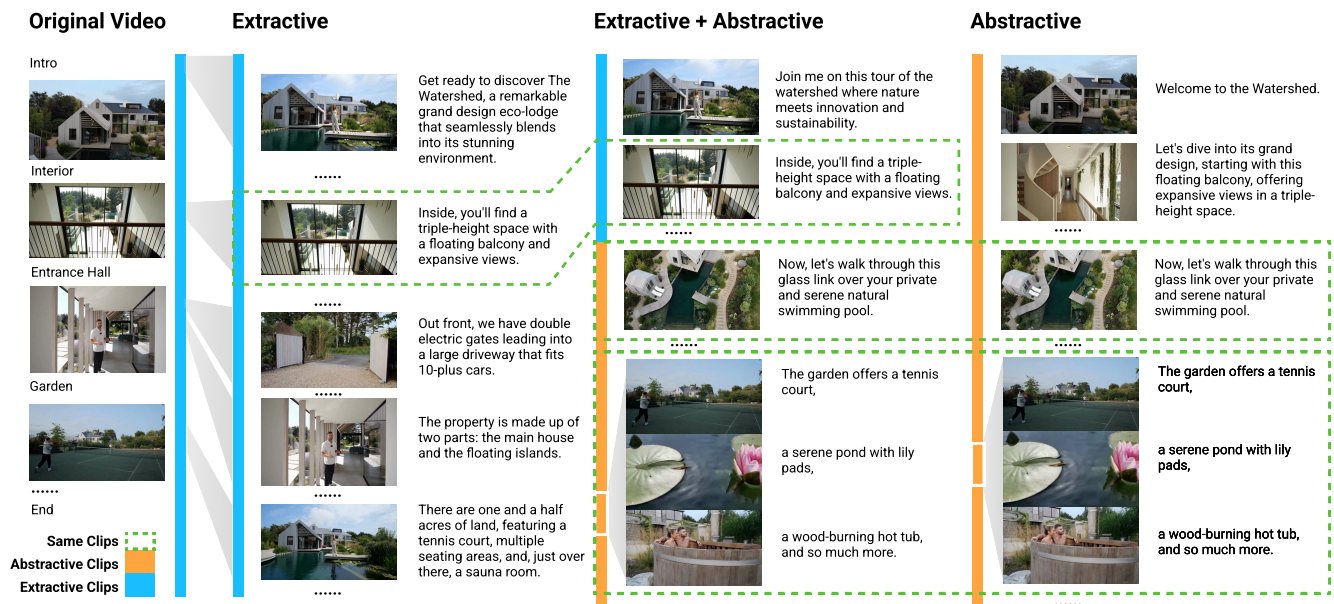 Original Video
Intro
Interior
Entrance Hall
Garden
......
End
Same Clips
Abstractive Clips
Extractive Clips
Extractive
Get ready to discover The
Watershed, a remarkable
grand design eco-lodge
that seamlessly blends
into its stunning
environment.
......
Inside, you'll find a
triple-height space with
a floating balcony and
expansive views.
......
Out front, we have double
electric gates leading into
a large driveway that fits
10-plus cars.
......
The property is made up of
two parts: the main house
and the floating islands.
......
There are one and a half
acres of land, featuring a
tennis court, multiple
seating areas, and, just over
there, a sauna room.
......
Extractive + Abstractive
Join me on this tour of the
watershed where nature
meets innovation and
sustainability.
Inside, you'll find a triple-
height space with a floating
balcony and expansive views.
......
Now, let's walk through this
glass link over your private
and serene natural
swimming pool.
......
The garden offers a tennis
court,
a serene pond with lily
pads,
a wood-burning hot tub,
and so much more.
Abstractive
Welcome to the Watershed.
Let's dive into its grand
design, starting with this
floating balcony, offering
expansive views in a triple-
height space.
......
Now, let's walk through this
glass link over your private
and serene natural
swimming pool.
......
The garden offers a tennis
court,
a serene pond with lily
pads,
a wood-burning hot tub,
and so much more.
......